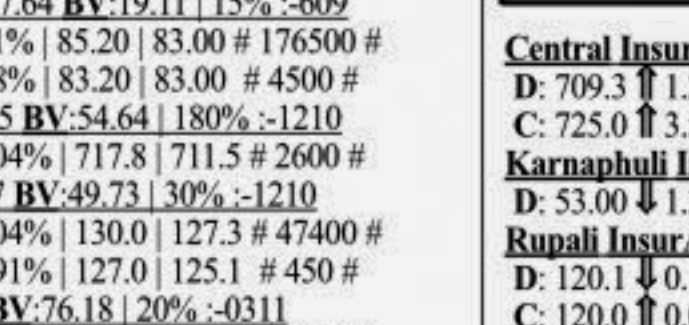 7.64 BV:19.11 | 15% :-609
1% | 85.20 | 83.00 # 176500 #
8% | 83.20 | 83.00 # 4500 #
5 BV:54.64 | 180% :-1210
04% | 717.8 | 711.5 # 2600 #
7 BV:49.73 | 30% :-1210
04% | 130.0 | 127.3 # 47400 #
91% | 127.0 | 125.1 # 450 #
BV:76.18 | 20% :-0311
Central Insur
D: 709.3 ⇑ 1.
C: 725.0 ⇑ 3.
Karnaphuli I
D: 53.00 ⇓ 1.
Rupali Insur
D: 120.1 ⇓ 0.
C: 120.0 ⇑ 0.